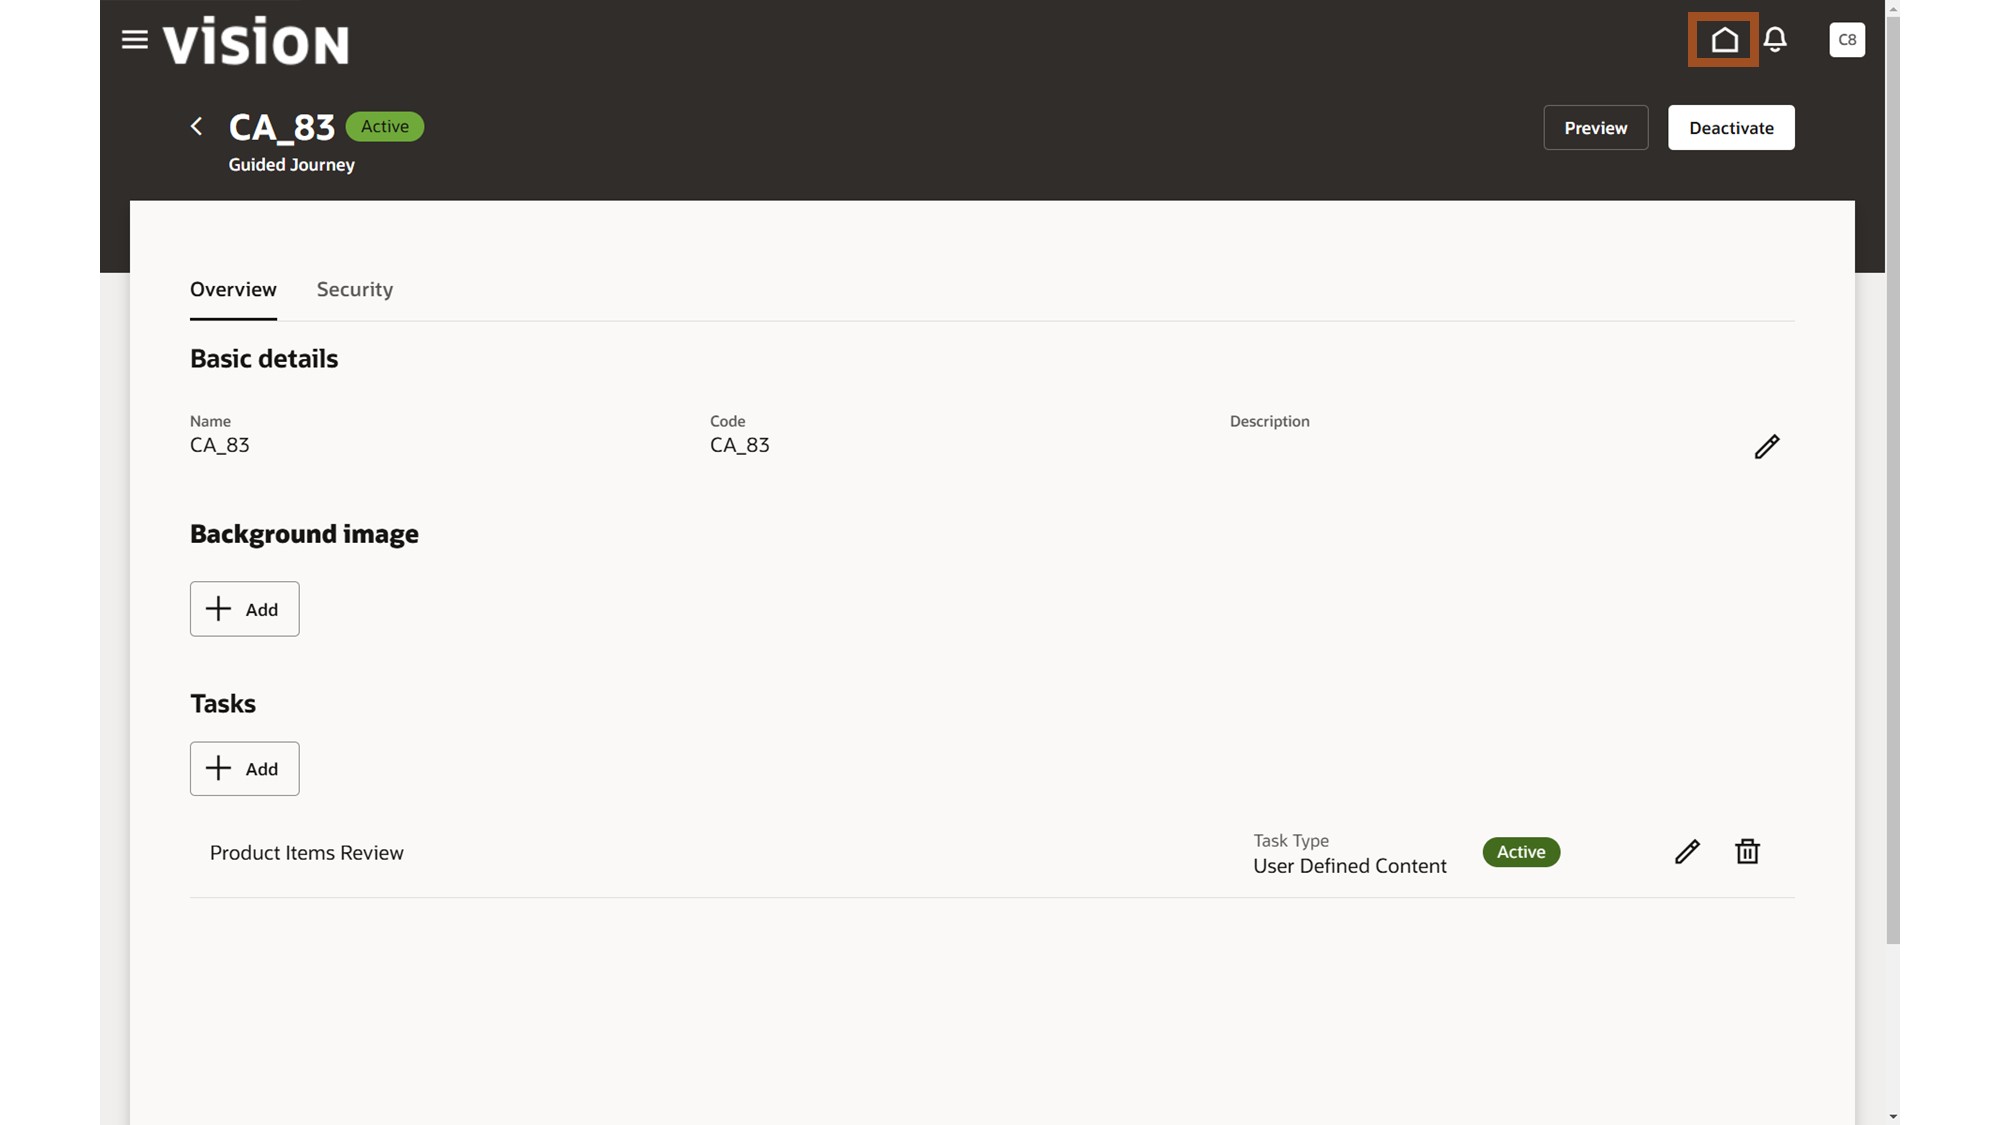 VISION
C8
CA_83 Active
Guided Journey
Preview
Deactivate
Overview Security
Basic details
Name Code Description
CA_83 CA_83
Background image
Add
Tasks
Add
Product Items Review
Task Type
User Defined Content
Active